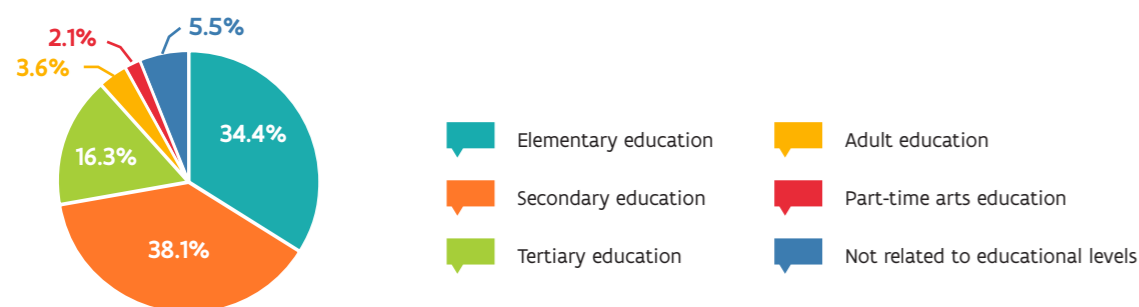 5.5%
2.1%
3.6%
34.4%
16.3%
38.1%
Elementary education
Secondary education
Tertiary education
Adult education
Part-time arts education
Not related to educational levels